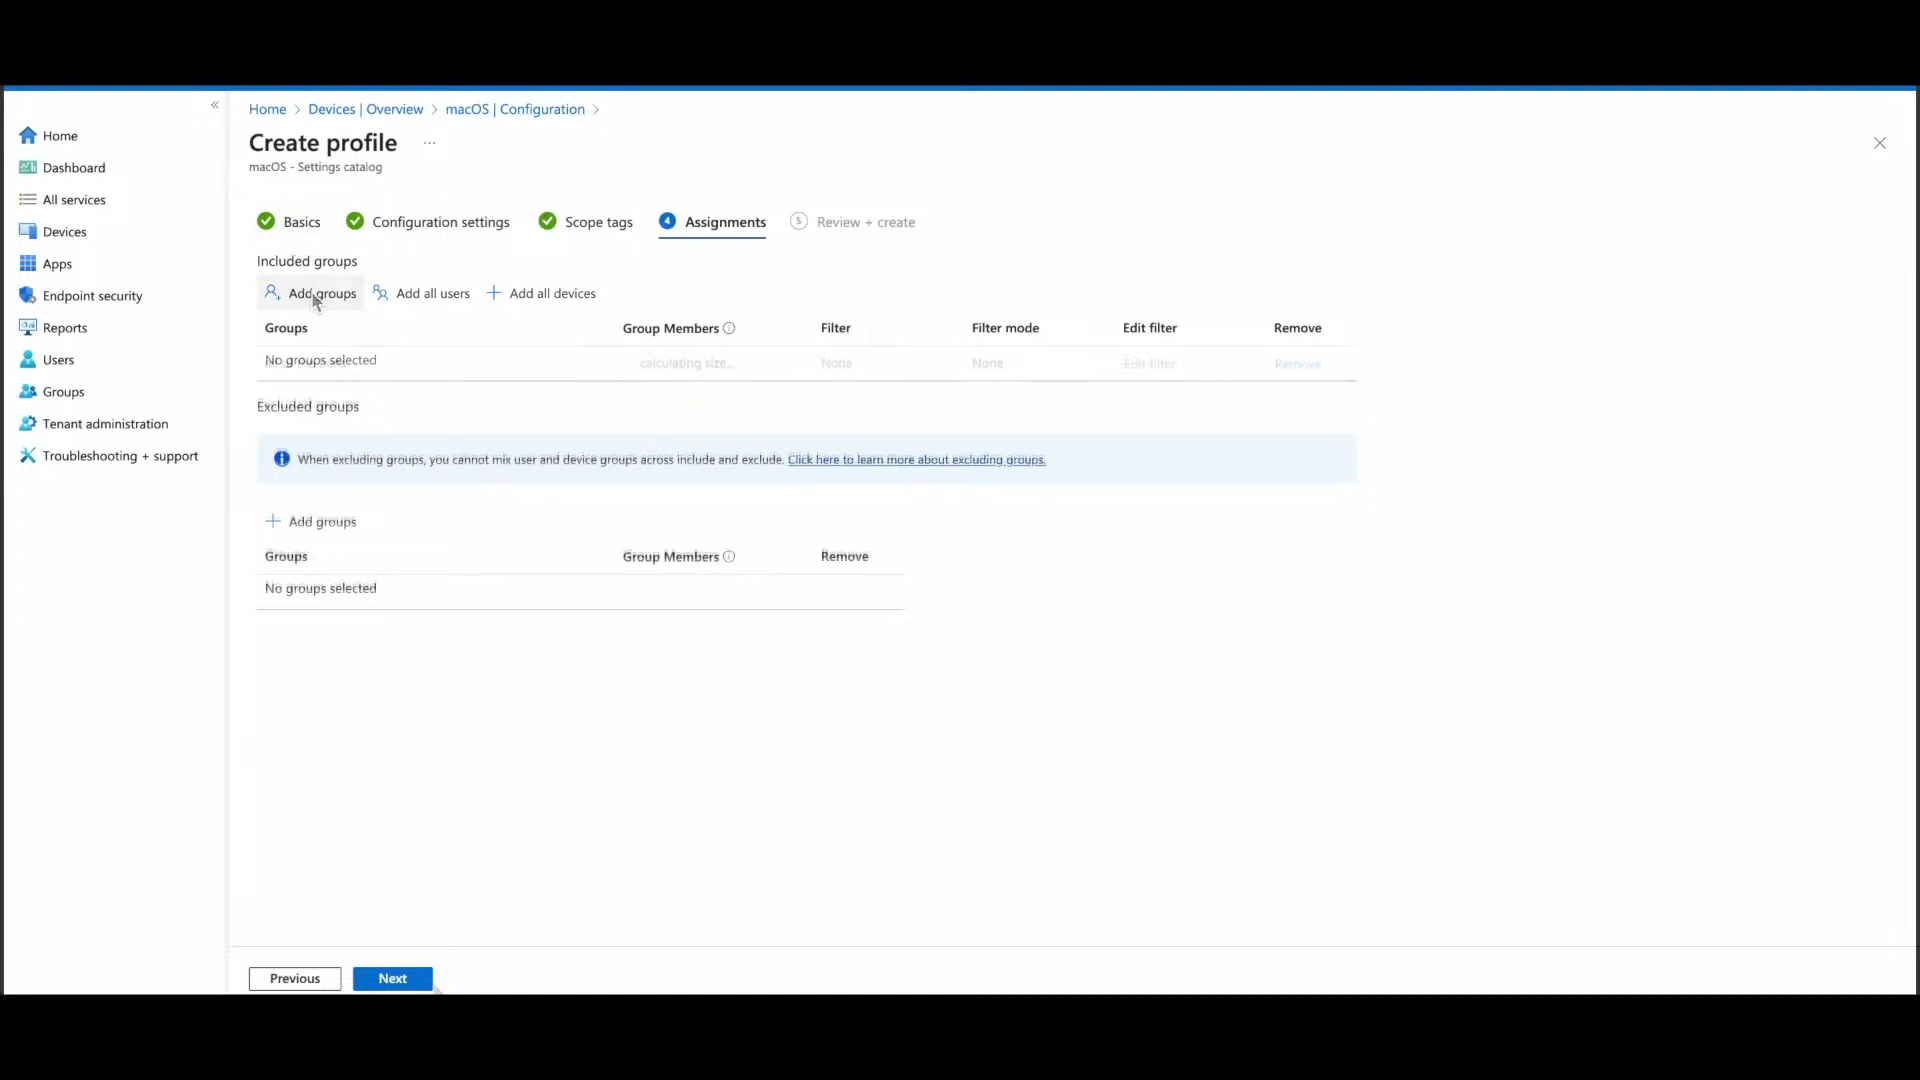 Home > Devices | Overview > macOS | Configuration >
Create profile ...
macOS - Settings catalog
Home
Dashboard
All services
Devices
Apps
Endpoint security
Reports
Users
Groups
Tenant administration
Troubleshooting + support
Basics
Configuration settings
Scope tags
4 Assignments
5 Review + create
Included groups
Add groups
Add all users
Add all devices
Groups Group Members Filter Filter mode Edit filter Remove
No groups selected calculating size... None None Edit filter Remove
Excluded groups
When excluding groups, you cannot mix user and device groups across include and exclude. Click here to learn more about excluding groups.
Add groups
Groups Group Members Remove
No groups selected
Previous
Next